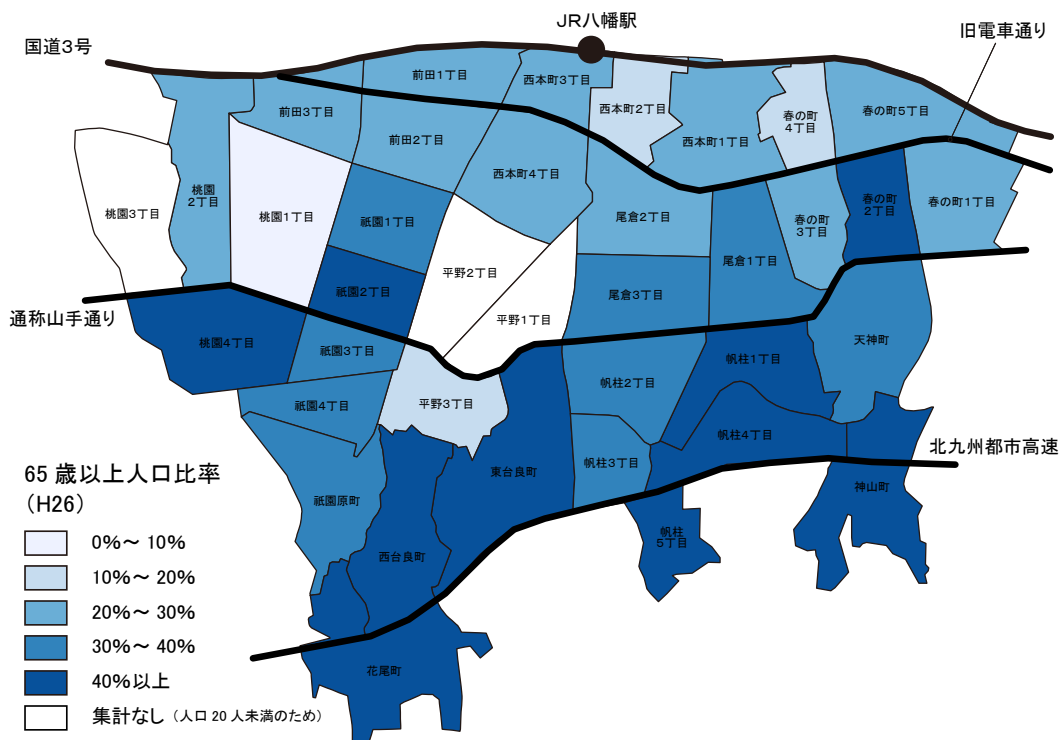 JR八幡駅
旧電車通り
国道3号
前田1丁目
西本町3丁目
西本町2丁目
春の町
4丁目
春の町5丁目
前田3丁目
前田2丁目
西本町1丁目
西本町4丁目
桃園
2丁目
桃園3丁目
桃園1丁目
祇園1丁目
尾倉2丁目
春の町
3丁目
春の町
2丁目
春の町1丁目
平野2丁目
尾倉1丁目
祇園2丁目
尾倉3丁目
平野1丁目
通称山手通り
桃園4丁目
祇園3丁目
天神町
帆柱1丁目
帆柱2丁目
祇園4丁目
平野3丁目
帆柱4丁目
北九州都市高速
帆柱3丁目
東台良町
神山町
祇園原町
帆柱
5丁目
西台良町
花尾町
65歳以上人口比率
(H26)
0%~ 10%
10%~ 20%
20%~ 30%
30%~ 40%
40%以上
集計なし (人口20人未満のため)